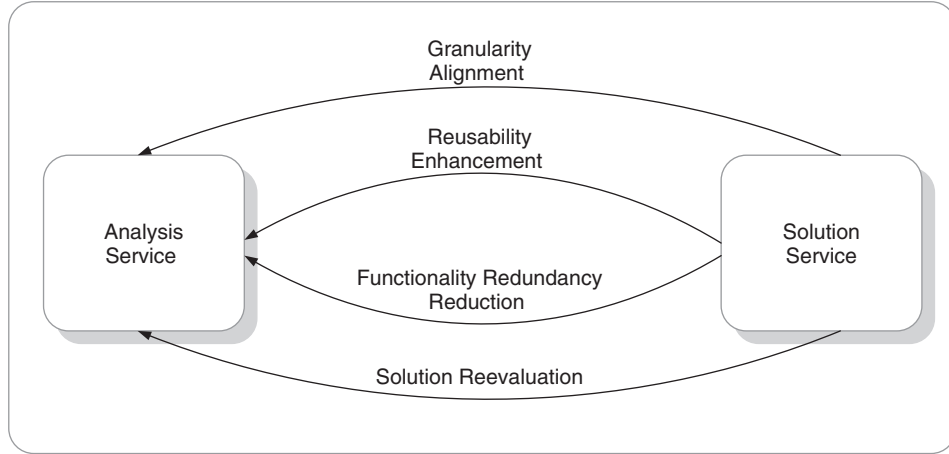 Granularity
Alignment
Reusability
Enhancement
Analysis
Service
Solution
Service
Functionality Redundancy
Reduction
Solution Reevaluation